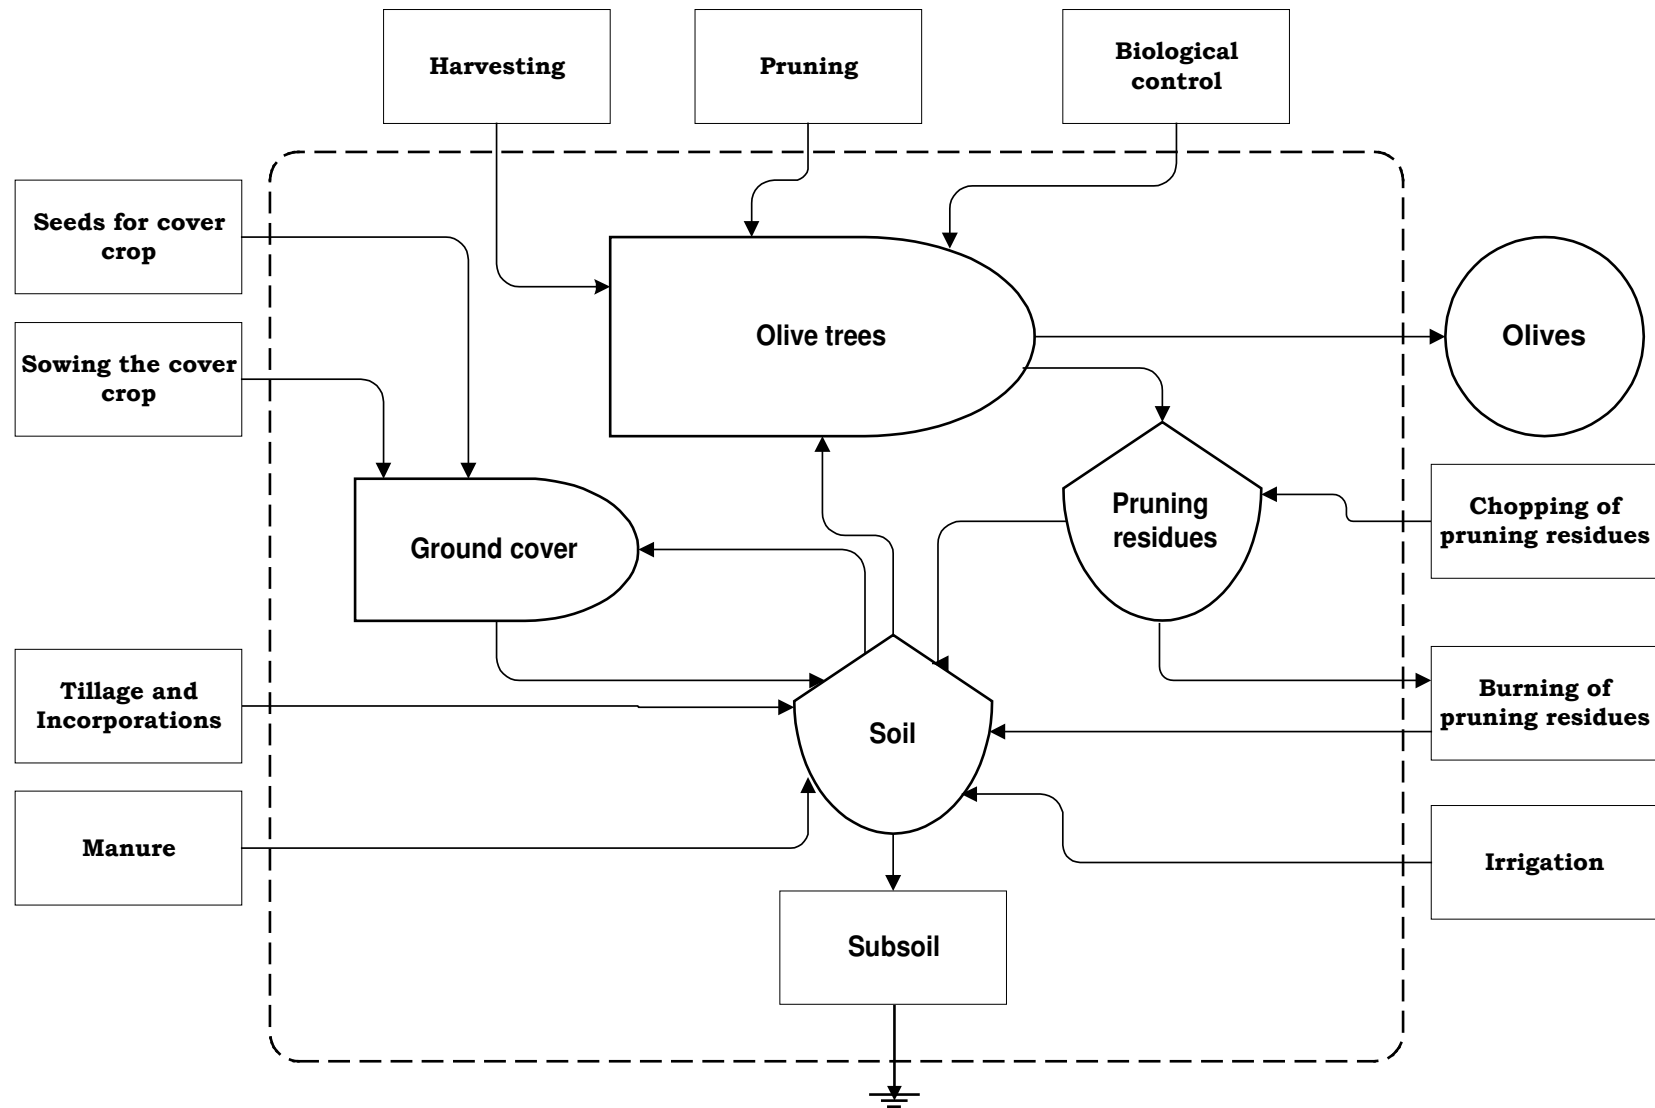 Harvesting
Pruning
Biological
control
Seeds for cover
crop
Sowing the cover
crop
Olive trees
Olives
Ground cover
Pruning
residues
Chopping of
pruning residues
Tillage and
Incorporations
Soil
Burning of
pruning residues
Manure
Irrigation
Subsoil